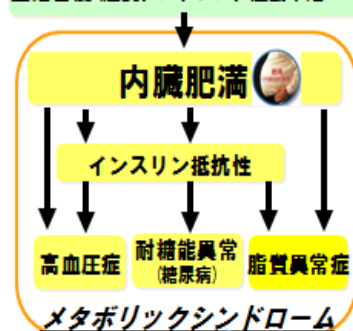 内臓肥満
インスリン抵抗性
高血圧症
耐糖能異常
(糖尿病)
脂質異常症
メタボリックシンドローム